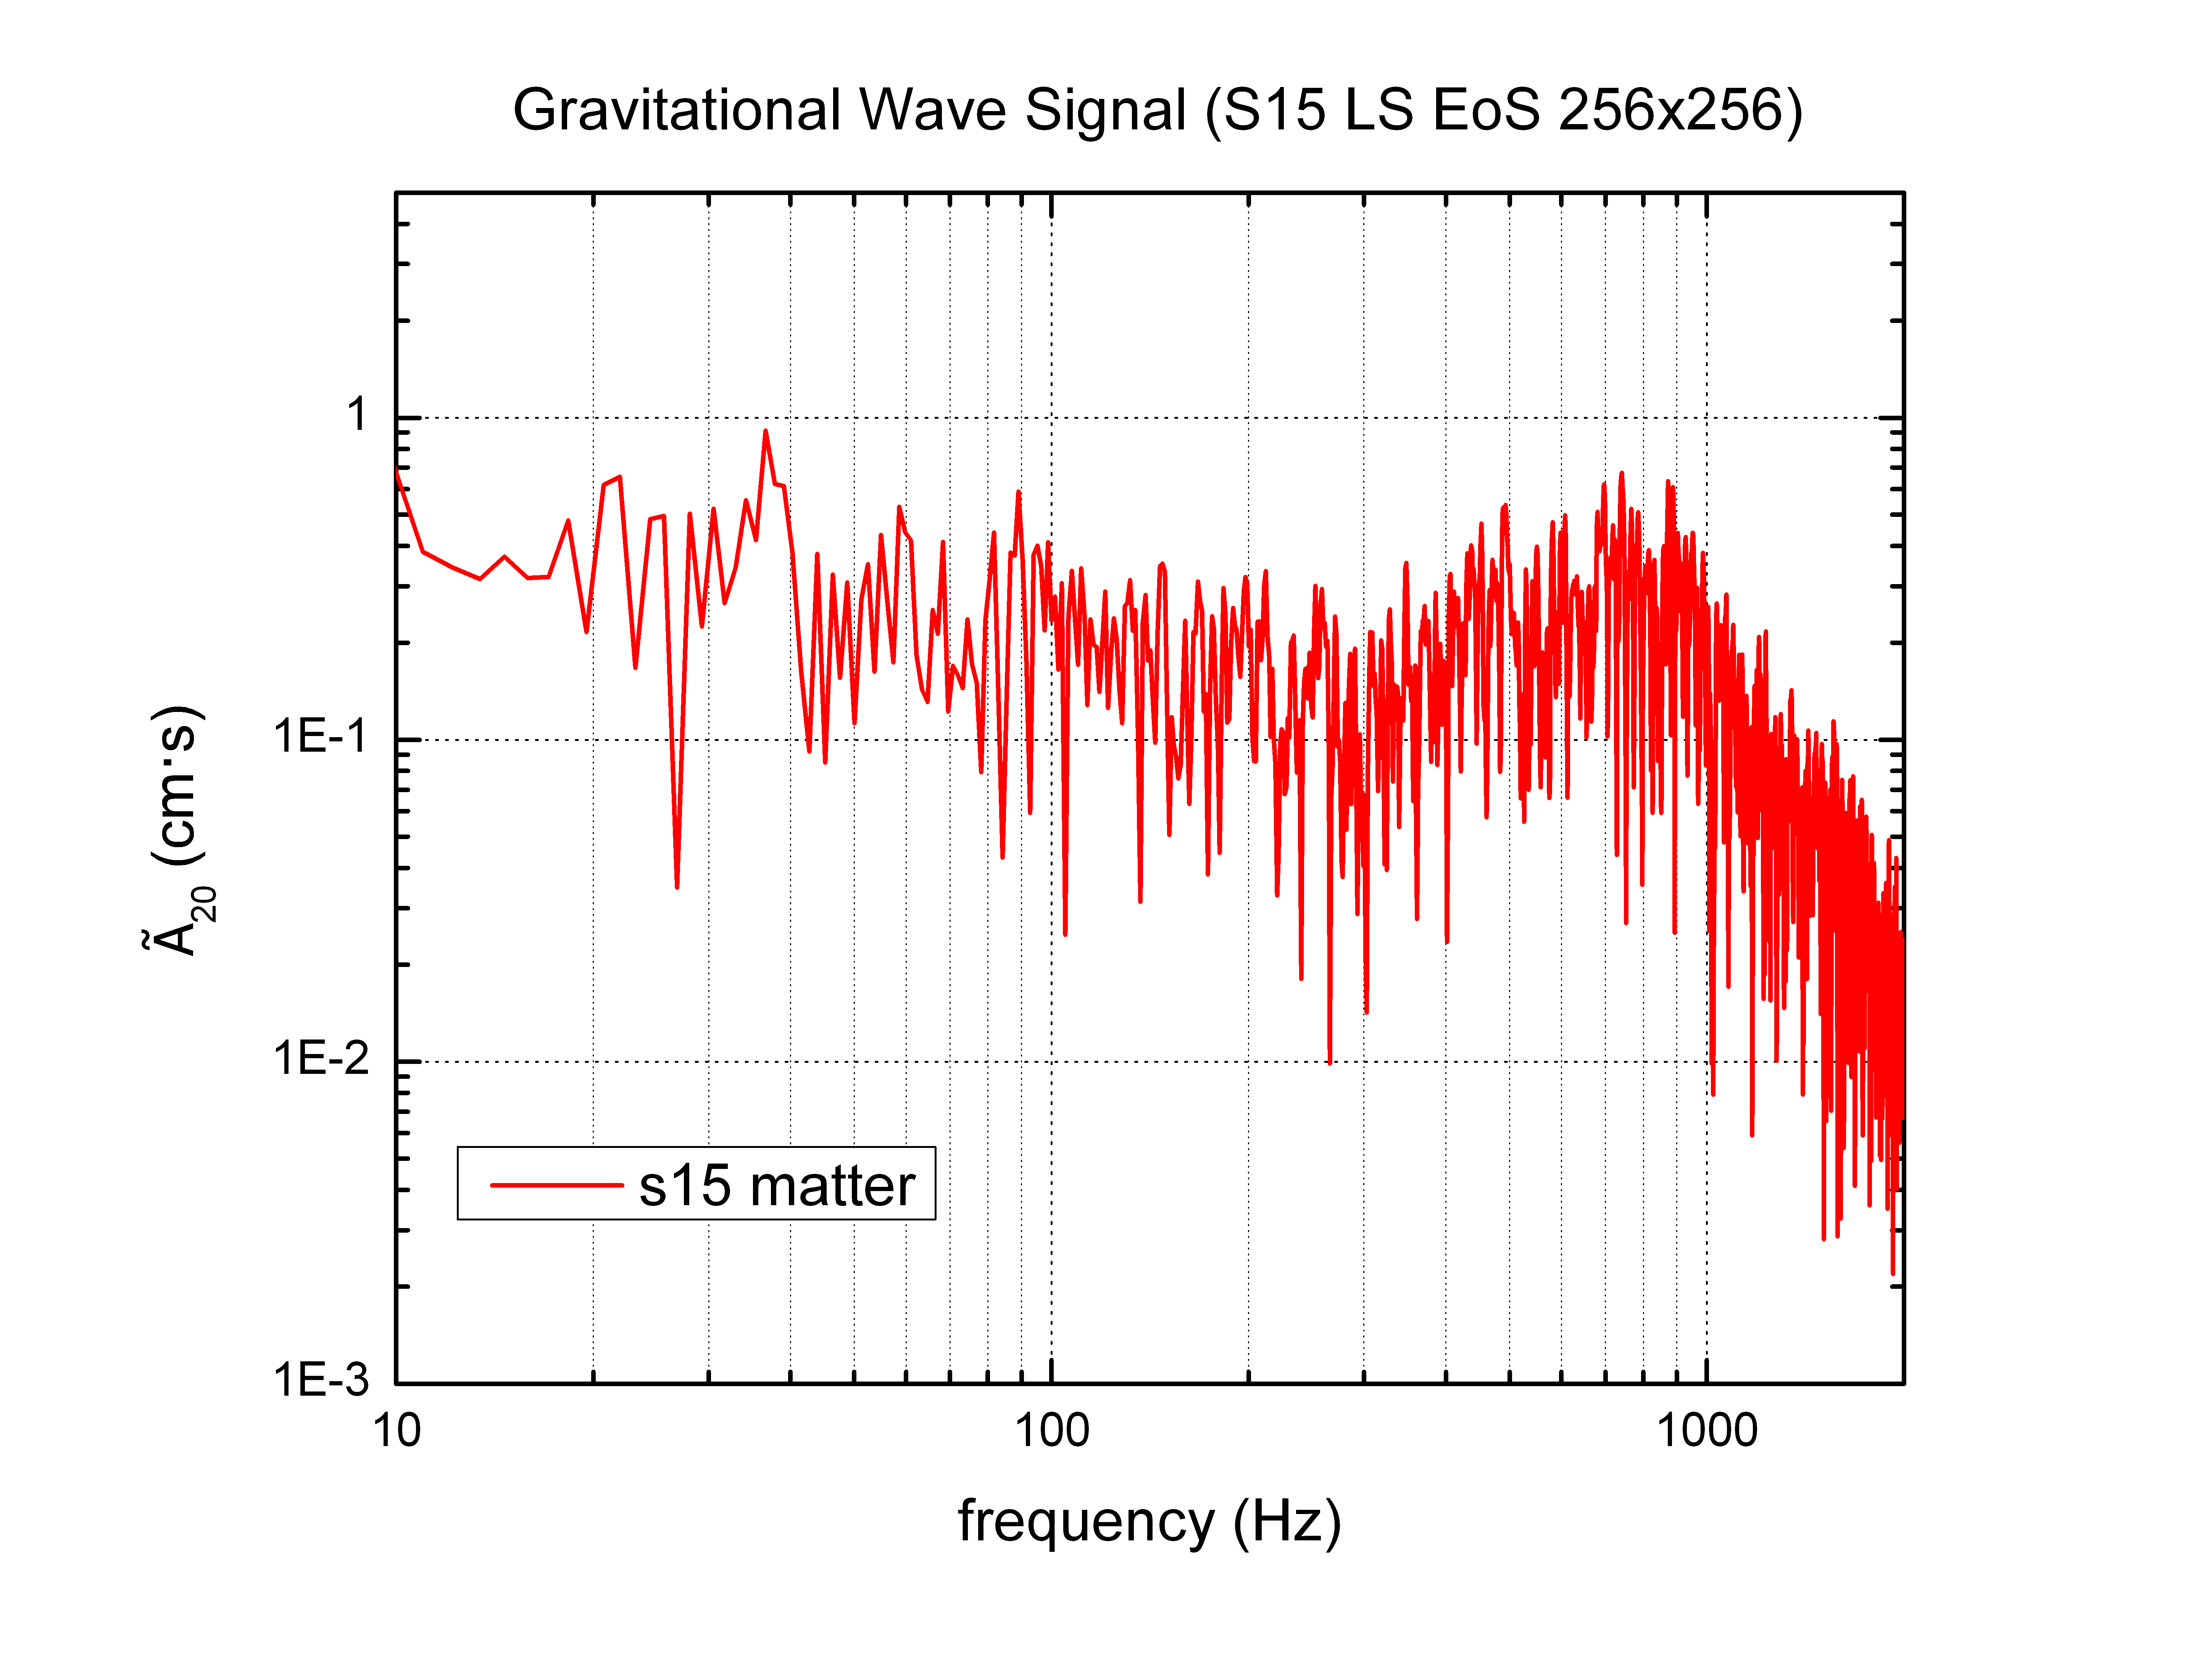 Gravitational Wave Signal (S15 LS EoS 256x256)
Ã₂₀ (cm·s)
1
1E-1
1E-2
1E-3
s15 matter
10 100 1000
frequency (Hz)